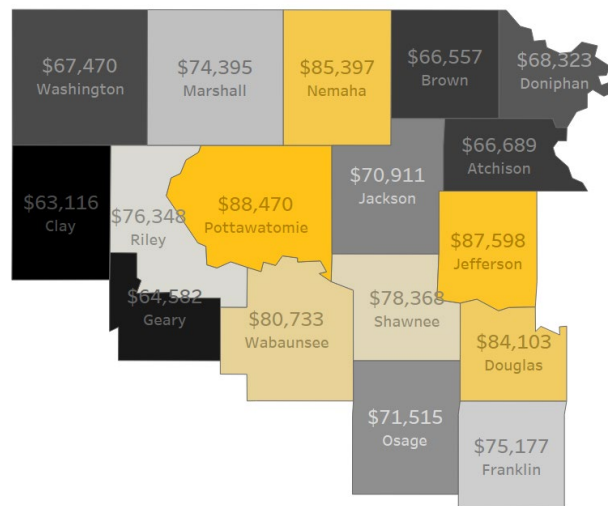 $67,470
Washington
$74,395
Marshall
$85,397
Nemaha
$66,557
Brown
$68,323
Doniphan
$63,116
Clay
$76,348
Riley
$88,470
Pottawatomie
$70,911
Jackson
$66,689
Atchison
$64,582
Geary
$80,733
Wabaunsee
$78,368
Shawnee
$87,598
Jefferson
$84,103
Douglas
$71,515
Osage
$75,177
Franklin